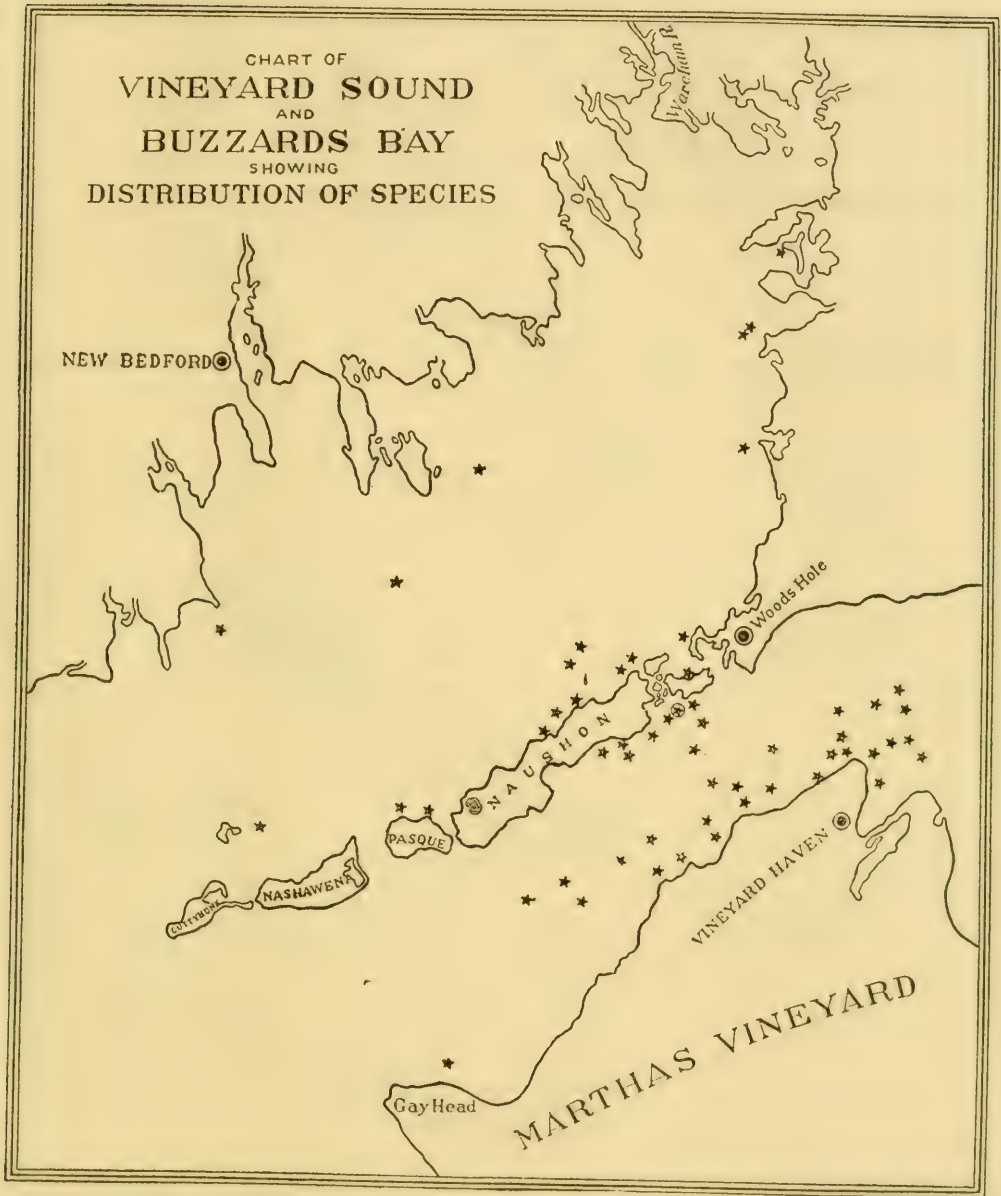 CHART OF
VINEYARD SOUND
AND
BUZZARDS BAY
SHOWING
DISTRIBUTION OF SPECIES
Wareham R.
NEW BEDFORD
Woods Hole
NAUSHON
PASQUE
NASHAWENA
CUTTYHUNK
VINEYARD HAVEN
MARTHAS VINEYARD
Gay Head